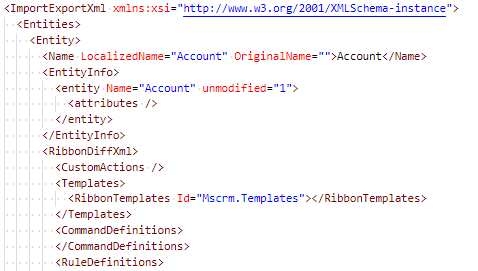 <ImportExportXml xmlns:xsi="http://www.w3.org/2001/XMLSchema-instance">
<Entities>
<Entity>
<Name LocalizedName="Account" OriginalName="">Account</Name>
<EntityInfo>
<entity Name="Account" unmodified="1">
<attributes />
</entity>
</EntityInfo>
<RibbonDiffXml>
<CustomActions />
<Templates>
<RibbonTemplates Id="Mscrm.Templates"></RibbonTemplates>
</Templates>
<CommandDefinitions>
</CommandDefinitions>
<RuleDefinitions>